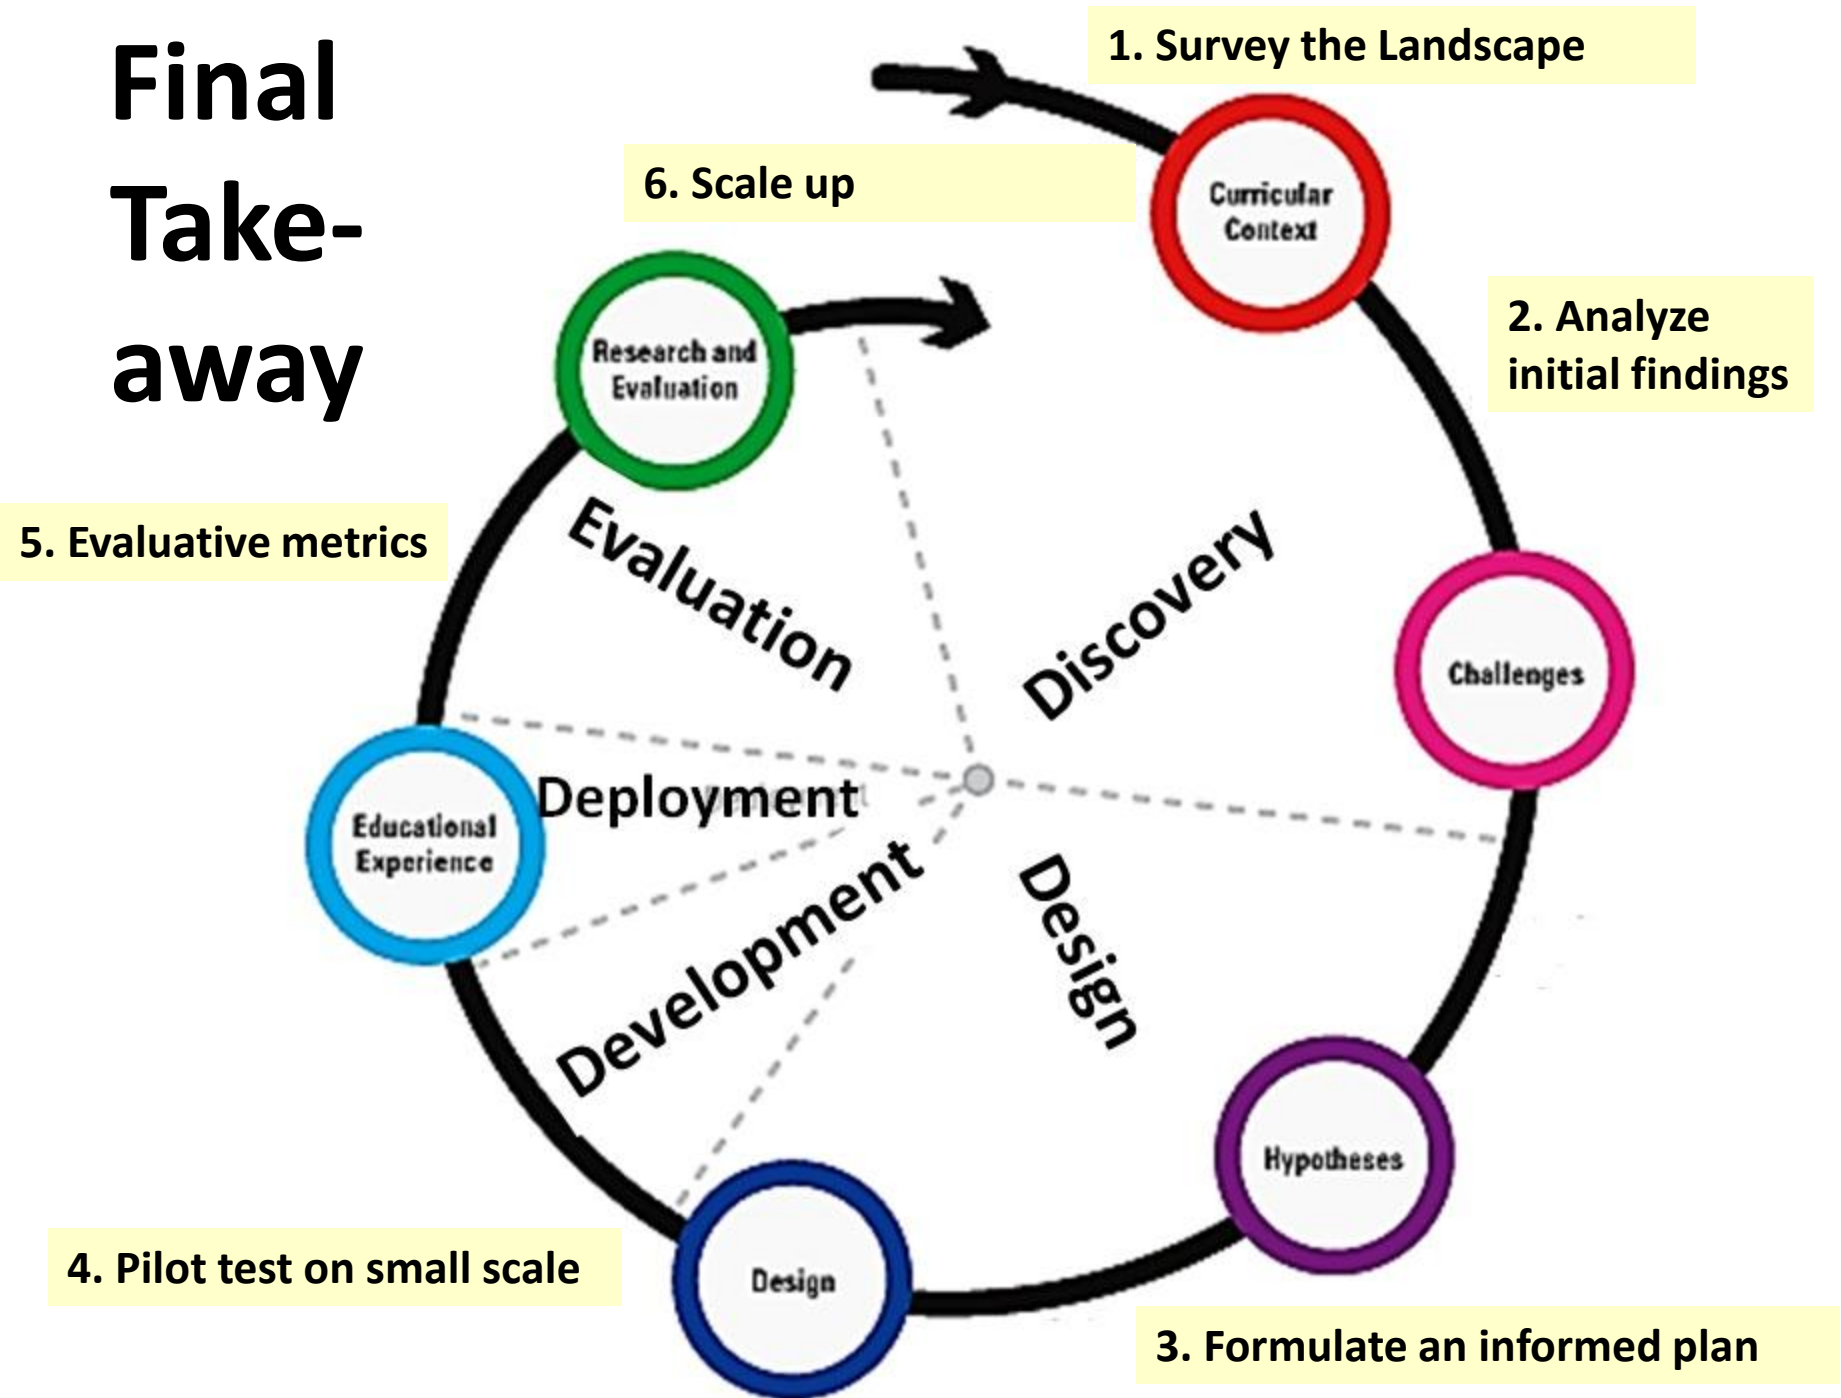 Final
Take-
away
1. Survey the Landscape
6. Scale up
Curricular
Context
2. Analyze
initial findings
Research and
Evaluation
5. Evaluative metrics
Evaluation
Discovery
Challenges
Deployment
Educational
Experience
Development
Design
Hypotheses
4. Pilot test on small scale
Design
3. Formulate an informed plan